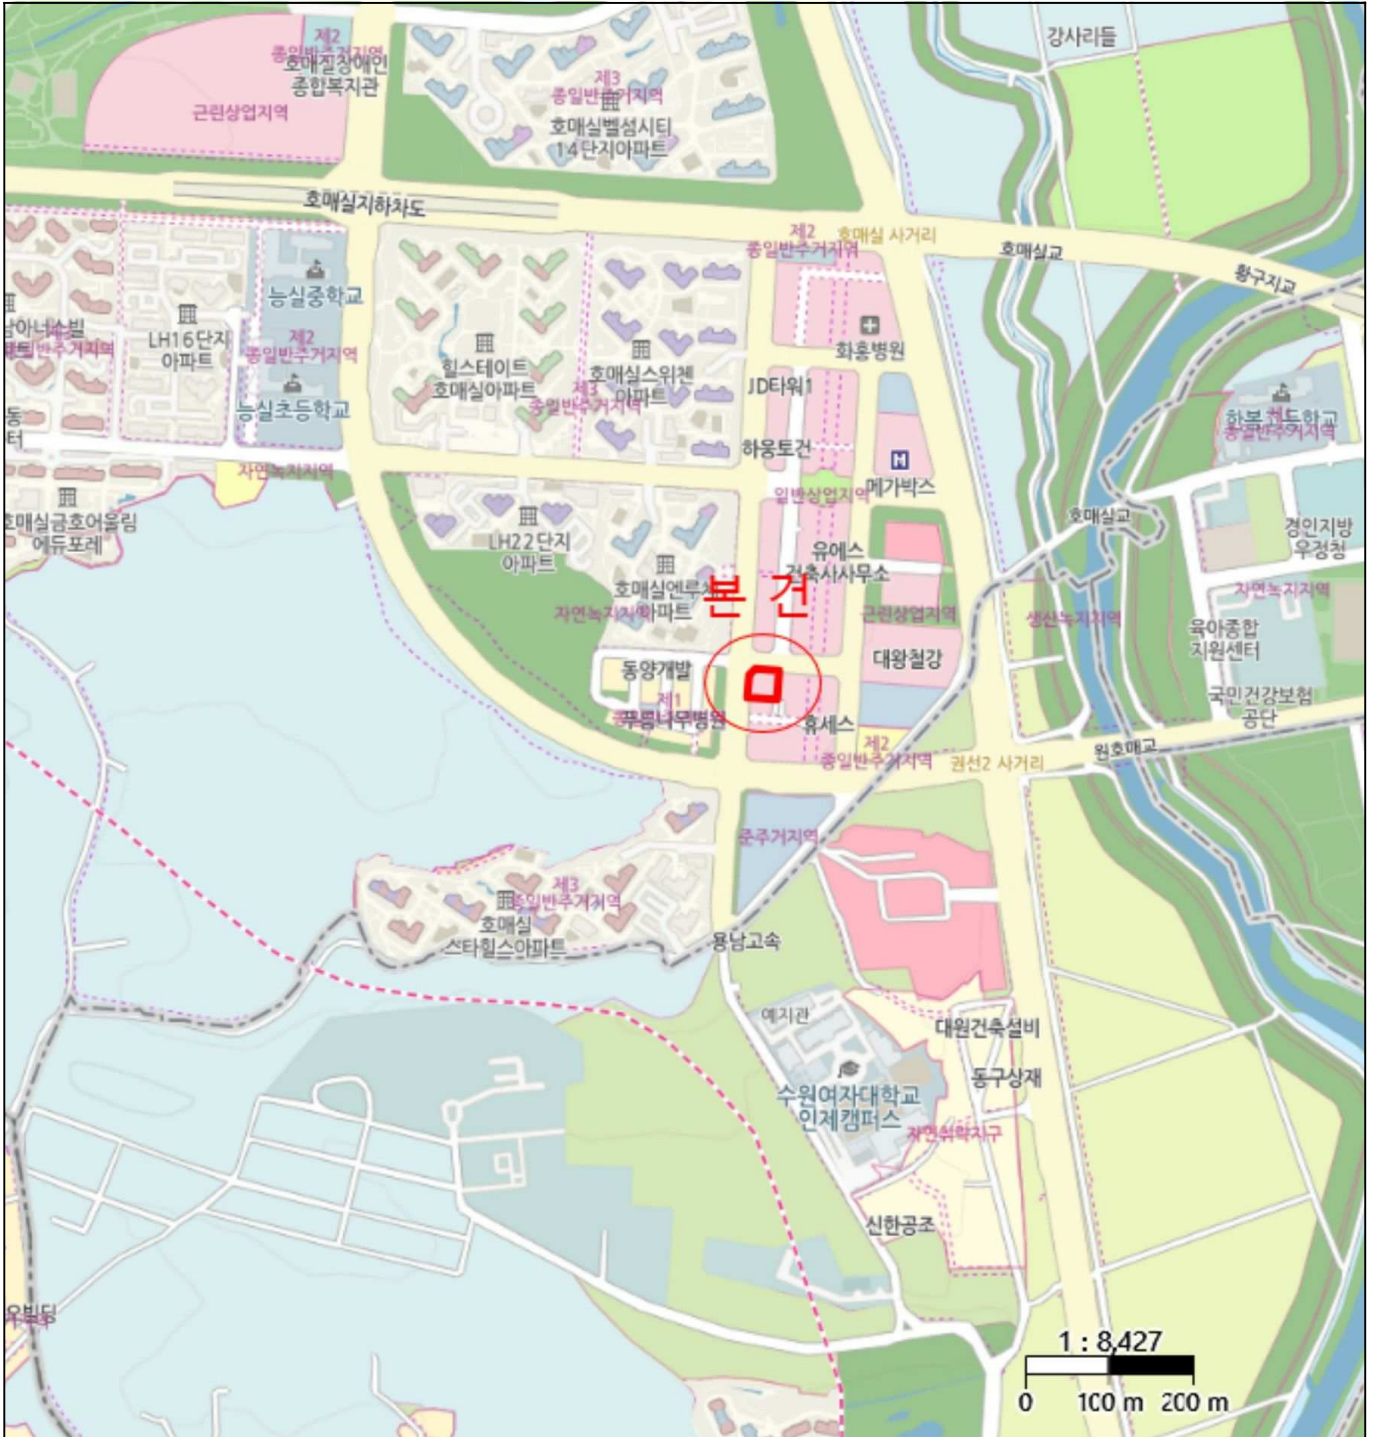 강사리들
제2
종일반주거지역
호매실장애인
종합복지관
근린상업지역
제3
종일반주거지역
호매실벨섬시티
14단지아파트
호매실지하차도
제2
종일반주거지역
호매실 사거리
호매실교
황구지교
능실중학교
LH16단지
아파트
제2
종일반주거지역
능실초등학교
힐스테이트
호매실아파트
호매실스위첸
아파트
제3
종일반주거지역
화홍병원
JD타워1
하웅토건
H
메가박스
일반상업지역
종일반주거지역
자연녹지지역
호매실금호어울림
에듀포레
LH22단지
아파트
유에스
건축사사무소
호매실교
경인지방
우정청
본 건
자연녹지지역
근린상업지역
생산녹지지역
자연녹지지역
육아종합
지원센터
동양개발
대왕철강
제1
푸른나무병원
휴세스
국민건강보험
공단
제2
종일반주거지역
권선2 사거리
원호매교
준주거지역
제3
종일반주거지역
호매실
스타힐스아파트
용남고속
예지관
대원건축설비
동구상재
수원여자대학교
인제캠퍼스
자연취락지구
신한공조
1 : 8,427
0 100 m 200 m